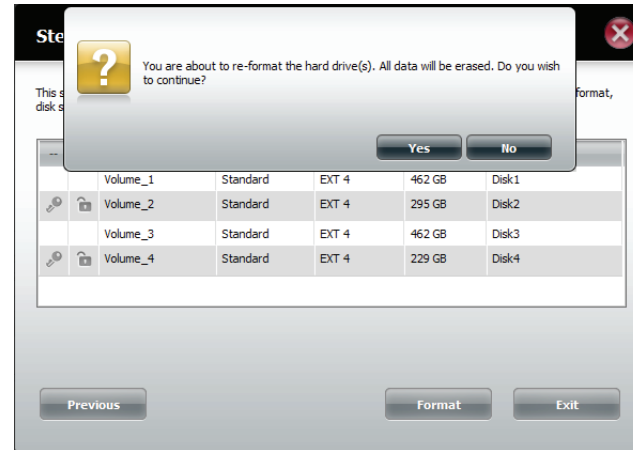 Ste
You are about to re-format the hard drive(s). All data will be erased. Do you wish
to continue?
This s
format,
disk s
Yes No
--
Volume_1 Standard EXT 4 462 GB Disk1
Volume_2 Standard EXT 4 295 GB Disk2
Volume_3 Standard EXT 4 462 GB Disk3
Volume_4 Standard EXT 4 229 GB Disk4
Previous Format Exit